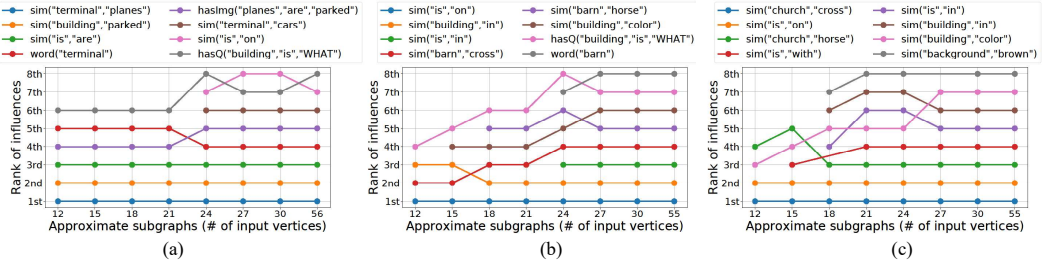 sim("terminal","planes") hasImg("planes","are","parked")
sim("building","parked") sim("terminal","cars")
sim("is","are") sim("is","on")
word("terminal") hasQ("building","is","WHAT")
8th
7th
6th
5th
4th
3rd
2nd
1st
Rank of influences
12 15 18 21 24 27 30 56
Approximate subgraphs (# of input vertices)
(a)
sim("is","on") sim("barn","horse")
sim("building","in") sim("building","color")
sim("is","in") hasQ("building","is","WHAT")
sim("barn","cross") word("barn")
8th
7th
6th
5th
4th
3rd
2nd
1st
Rank of influences
12 15 18 21 24 27 30 55
Approximate subgraphs (# of input vertices)
(b)
sim("church","cross") sim("is","in")
sim("is","on") sim("building","in")
sim("church","horse") sim("building","color")
sim("is","with") sim("background","brown")
8th
7th
6th
5th
4th
3rd
2nd
1st
Rank of influences
12 15 18 21 24 27 30 55
Approximate subgraphs (# of input vertices)
(c)